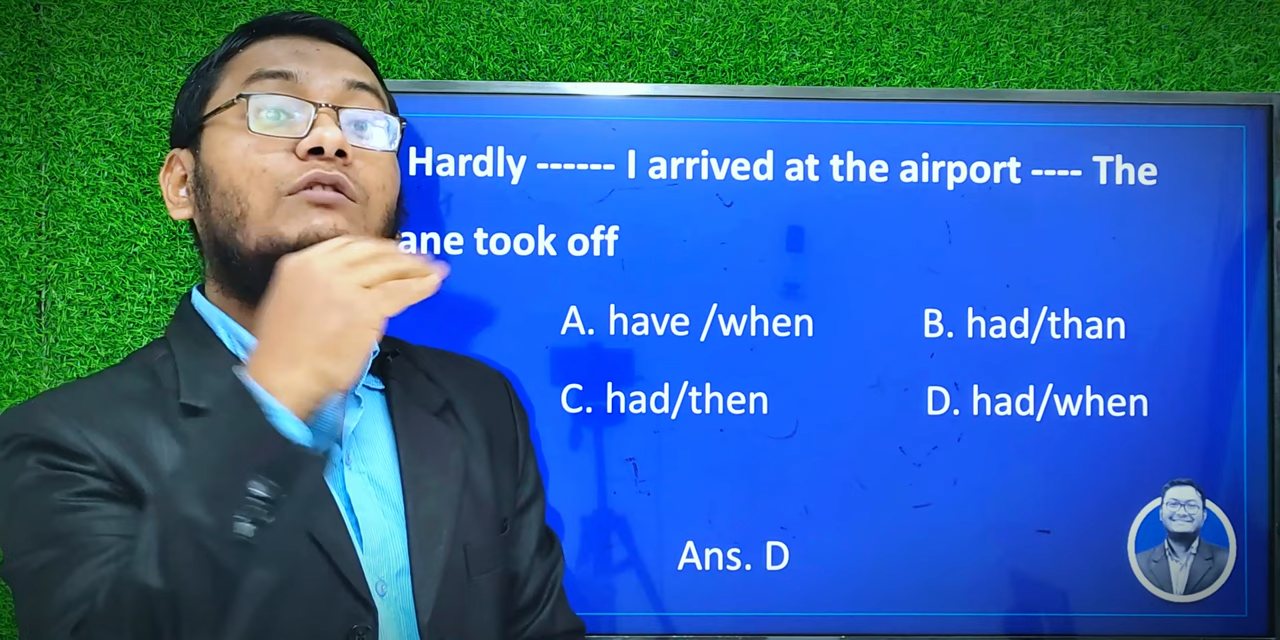 Hardly ------ I arrived at the airport ---- The
ane took off
A. have /when
B. had/than
C. had/then
D. had/when
Ans. D